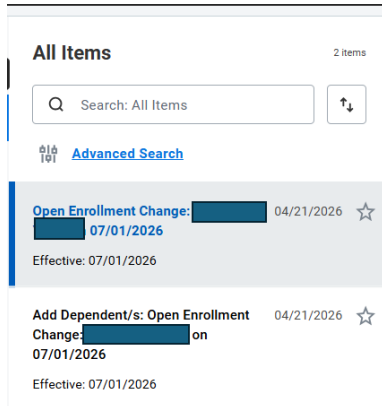 All Items
2 items
Search: All Items
Advanced Search
Open Enrollment Change: 04/21/2026
07/01/2026
Effective: 07/01/2026
Add Dependent/s: Open Enrollment 04/21/2026
Change: on
07/01/2026
Effective: 07/01/2026